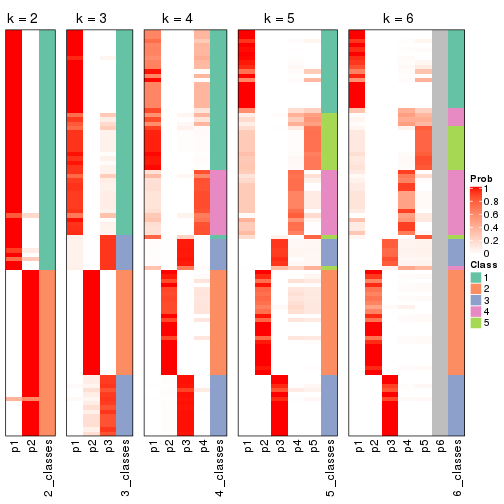 k = 2
k = 3
k = 4
k = 5
k = 6
Prob
1
0.8
0.6
0.4
0.2
0
Class
1
2
3
4
5
p1
p2
2_classes
p1
p2
p3
3_classes
p1
p2
p3
p4
4_classes
p1
p2
p3
p4
p5
5_classes
p1
p2
p3
p4
p5
p6
6_classes